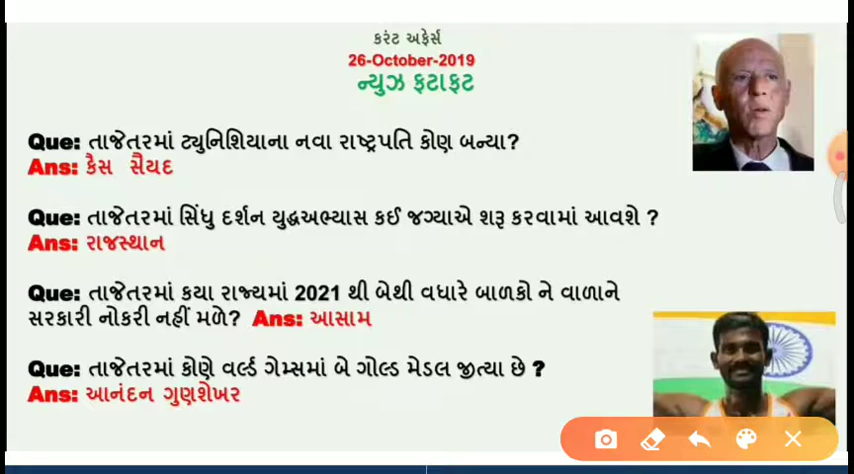 કરંટ અફેર્સ
26-October-2019
ન્યુઝ ફટાફટ
Que: તાજેતરમાં ટ્યુનિશિયાના નવા રાષ્ટ્રપતિ કોણ બન્યા?
Ans: કૈસ સૈયદ
Que: તાજેતરમાં સિંધુ દર્શન યુદ્ધઅભ્યાસ કઈ જગ્યાએ શરૂ કરવામાં આવશે ?
Ans: રાજસ્થાન
Que: તાજેતરમાં કયા રાજ્યમાં 2021 થી બેથી વધારે બાળકો ને વાળાને
સરકારી નોકરી નહીં મળે? Ans: આસામ
Que: તાજેતરમાં કોણે વર્લ્ડ ગેમ્સમાં બે ગોલ્ડ મેડલ જીત્યા છે ?
Ans: આનંદન ગુણશેખર